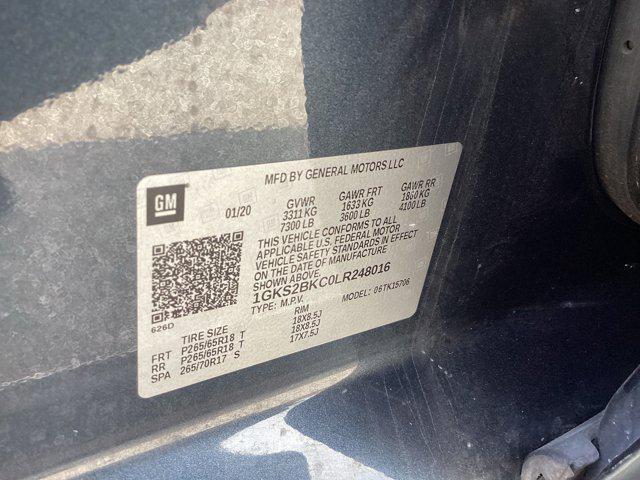 MFD BY GENERAL MOTORS LLC
GM
01/20
GVWR GAWR FRT GAWR RR
3311 KG 1633 KG 1860 KG
7300 LB 3600 LB 4100 LB
THIS VEHICLE CONFORMS TO ALL
APPLICABLE U.S. FEDERAL MOTOR
VEHICLE SAFETY STANDARDS IN EFFECT
ON THE DATE OF MANUFACTURE
SHOWN ABOVE.
1GKS2BKC0LR248016
TYPE: M.P.V. MODEL: 06TK15706
626D
TIRE SIZE RIM
FRT P265/65R18 T 18X8.5J
RR P265/65R18 T 18X8.5J
SPA 265/70R17 S 17X7.5J